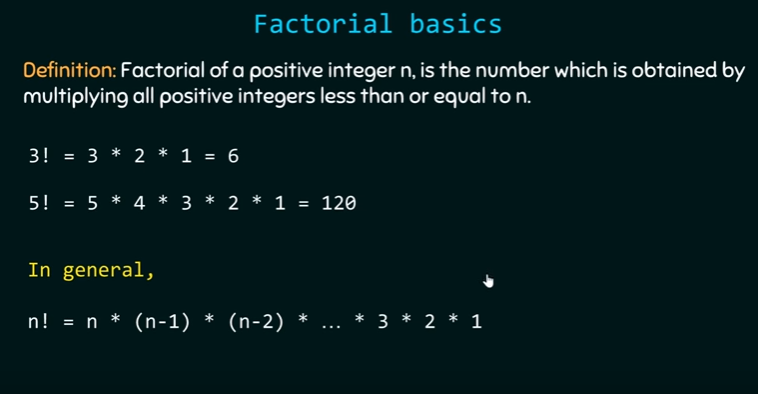 Factorial basics
Definition: Factorial of a positive integer n, is the number which is obtained by
multiplying all positive integers less than or equal to n.
3! = 3 * 2 * 1 = 6
5! = 5 * 4 * 3 * 2 * 1 = 120
In general,
n! = n * (n-1) * (n-2) * ... * 3 * 2 * 1